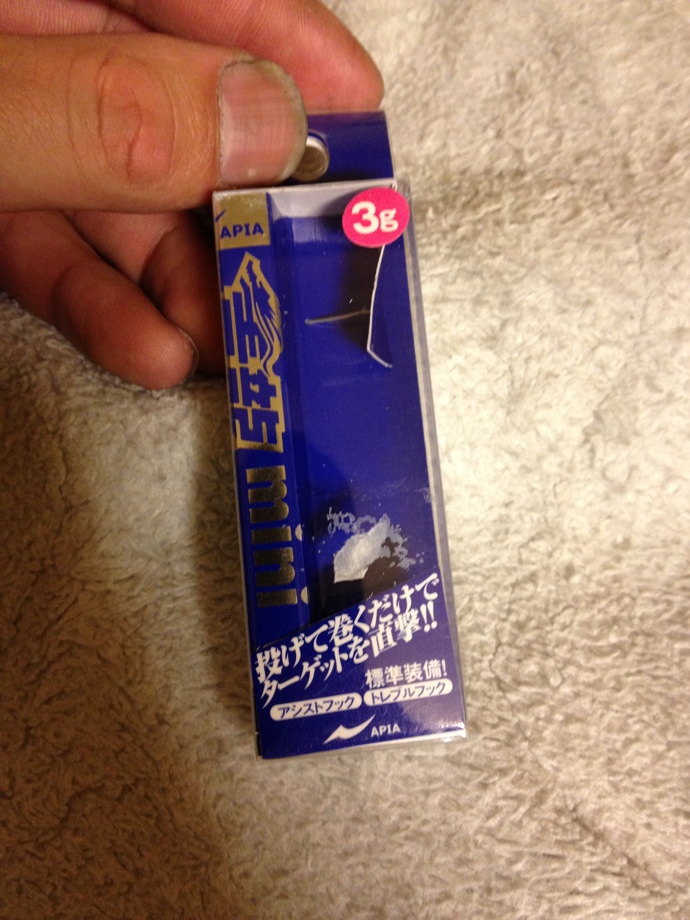 APIA
3g
mini
投げて巻くだけで
ターゲットを直撃!!
標準装備!
アシストフック トレブルフック
APIA